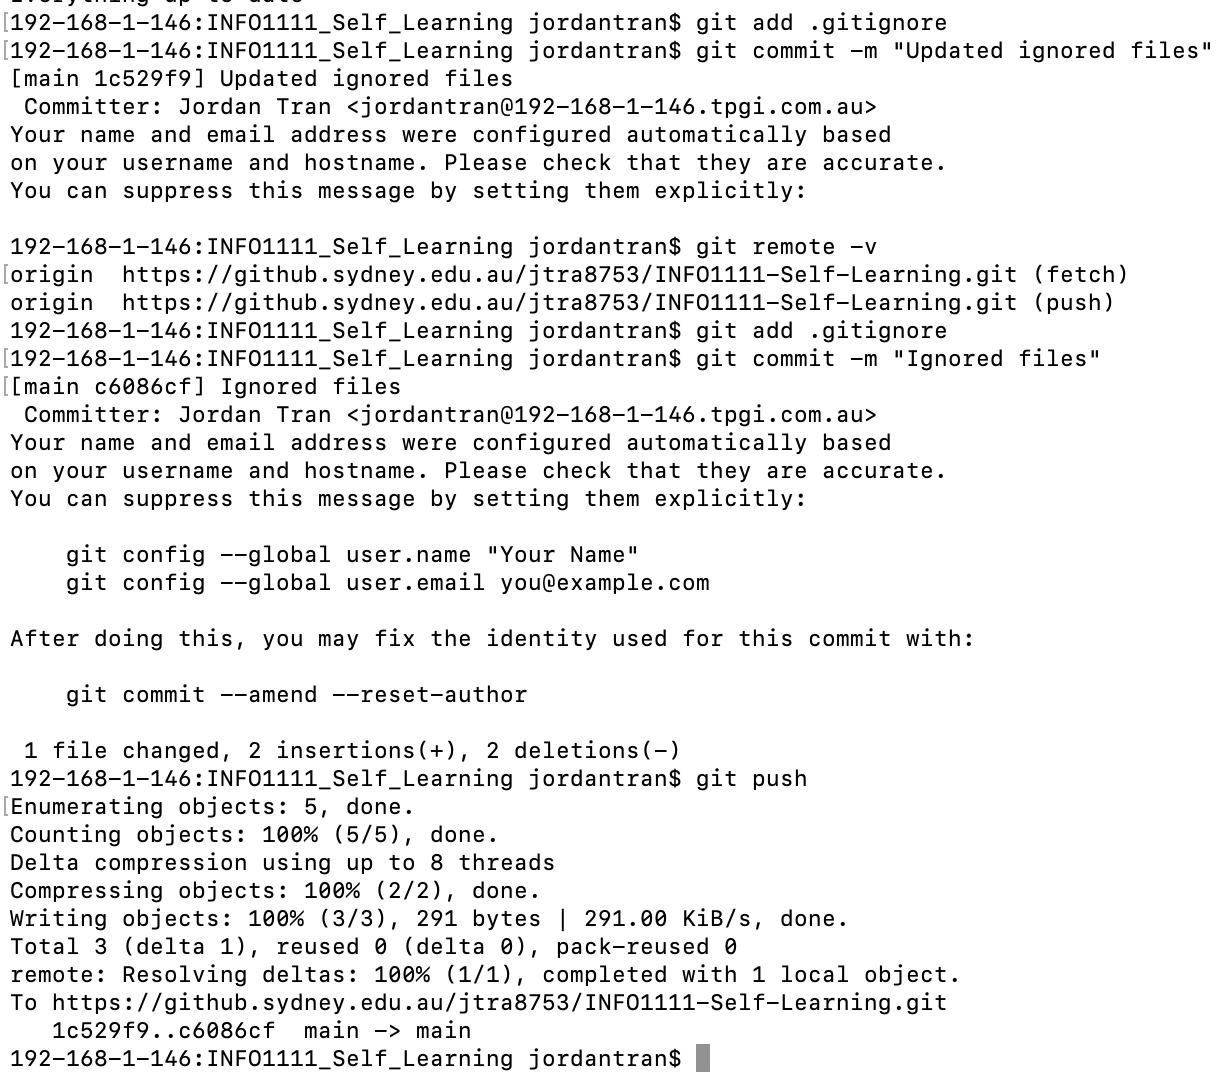 192-168-1-146:INFO1111_Self_Learning jordantran$ git add .gitignore
[192-168-1-146:INFO1111_Self_Learning jordantran$ git commit -m "Updated ignored files"
[main 1c529f9] Updated ignored files
 Committer: Jordan Tran <jordantran@192-168-1-146.tpgi.com.au>
Your name and email address were configured automatically based
on your username and hostname. Please check that they are accurate.
You can suppress this message by setting them explicitly:

192-168-1-146:INFO1111_Self_Learning jordantran$ git remote -v
[origin  https://github.sydney.edu.au/jtra8753/INFO1111-Self-Learning.git (fetch)
origin  https://github.sydney.edu.au/jtra8753/INFO1111-Self-Learning.git (push)
192-168-1-146:INFO1111_Self_Learning jordantran$ git add .gitignore
[192-168-1-146:INFO1111_Self_Learning jordantran$ git commit -m "Ignored files"
[[main c6086cf] Ignored files
 Committer: Jordan Tran <jordantran@192-168-1-146.tpgi.com.au>
Your name and email address were configured automatically based
on your username and hostname. Please check that they are accurate.
You can suppress this message by setting them explicitly:

    git config --global user.name "Your Name"
    git config --global user.email you@example.com

After doing this, you may fix the identity used for this commit with:

    git commit --amend --reset-author

 1 file changed, 2 insertions(+), 2 deletions(-)
192-168-1-146:INFO1111_Self_Learning jordantran$ git push
[Enumerating objects: 5, done.
Counting objects: 100% (5/5), done.
Delta compression using up to 8 threads
Compressing objects: 100% (2/2), done.
Writing objects: 100% (3/3), 291 bytes | 291.00 KiB/s, done.
Total 3 (delta 1), reused 0 (delta 0), pack-reused 0
remote: Resolving deltas: 100% (1/1), completed with 1 local object.
To https://github.sydney.edu.au/jtra8753/INFO1111-Self-Learning.git
   1c529f9..c6086cf  main -> main
192-168-1-146:INFO1111_Self_Learning jordantran$